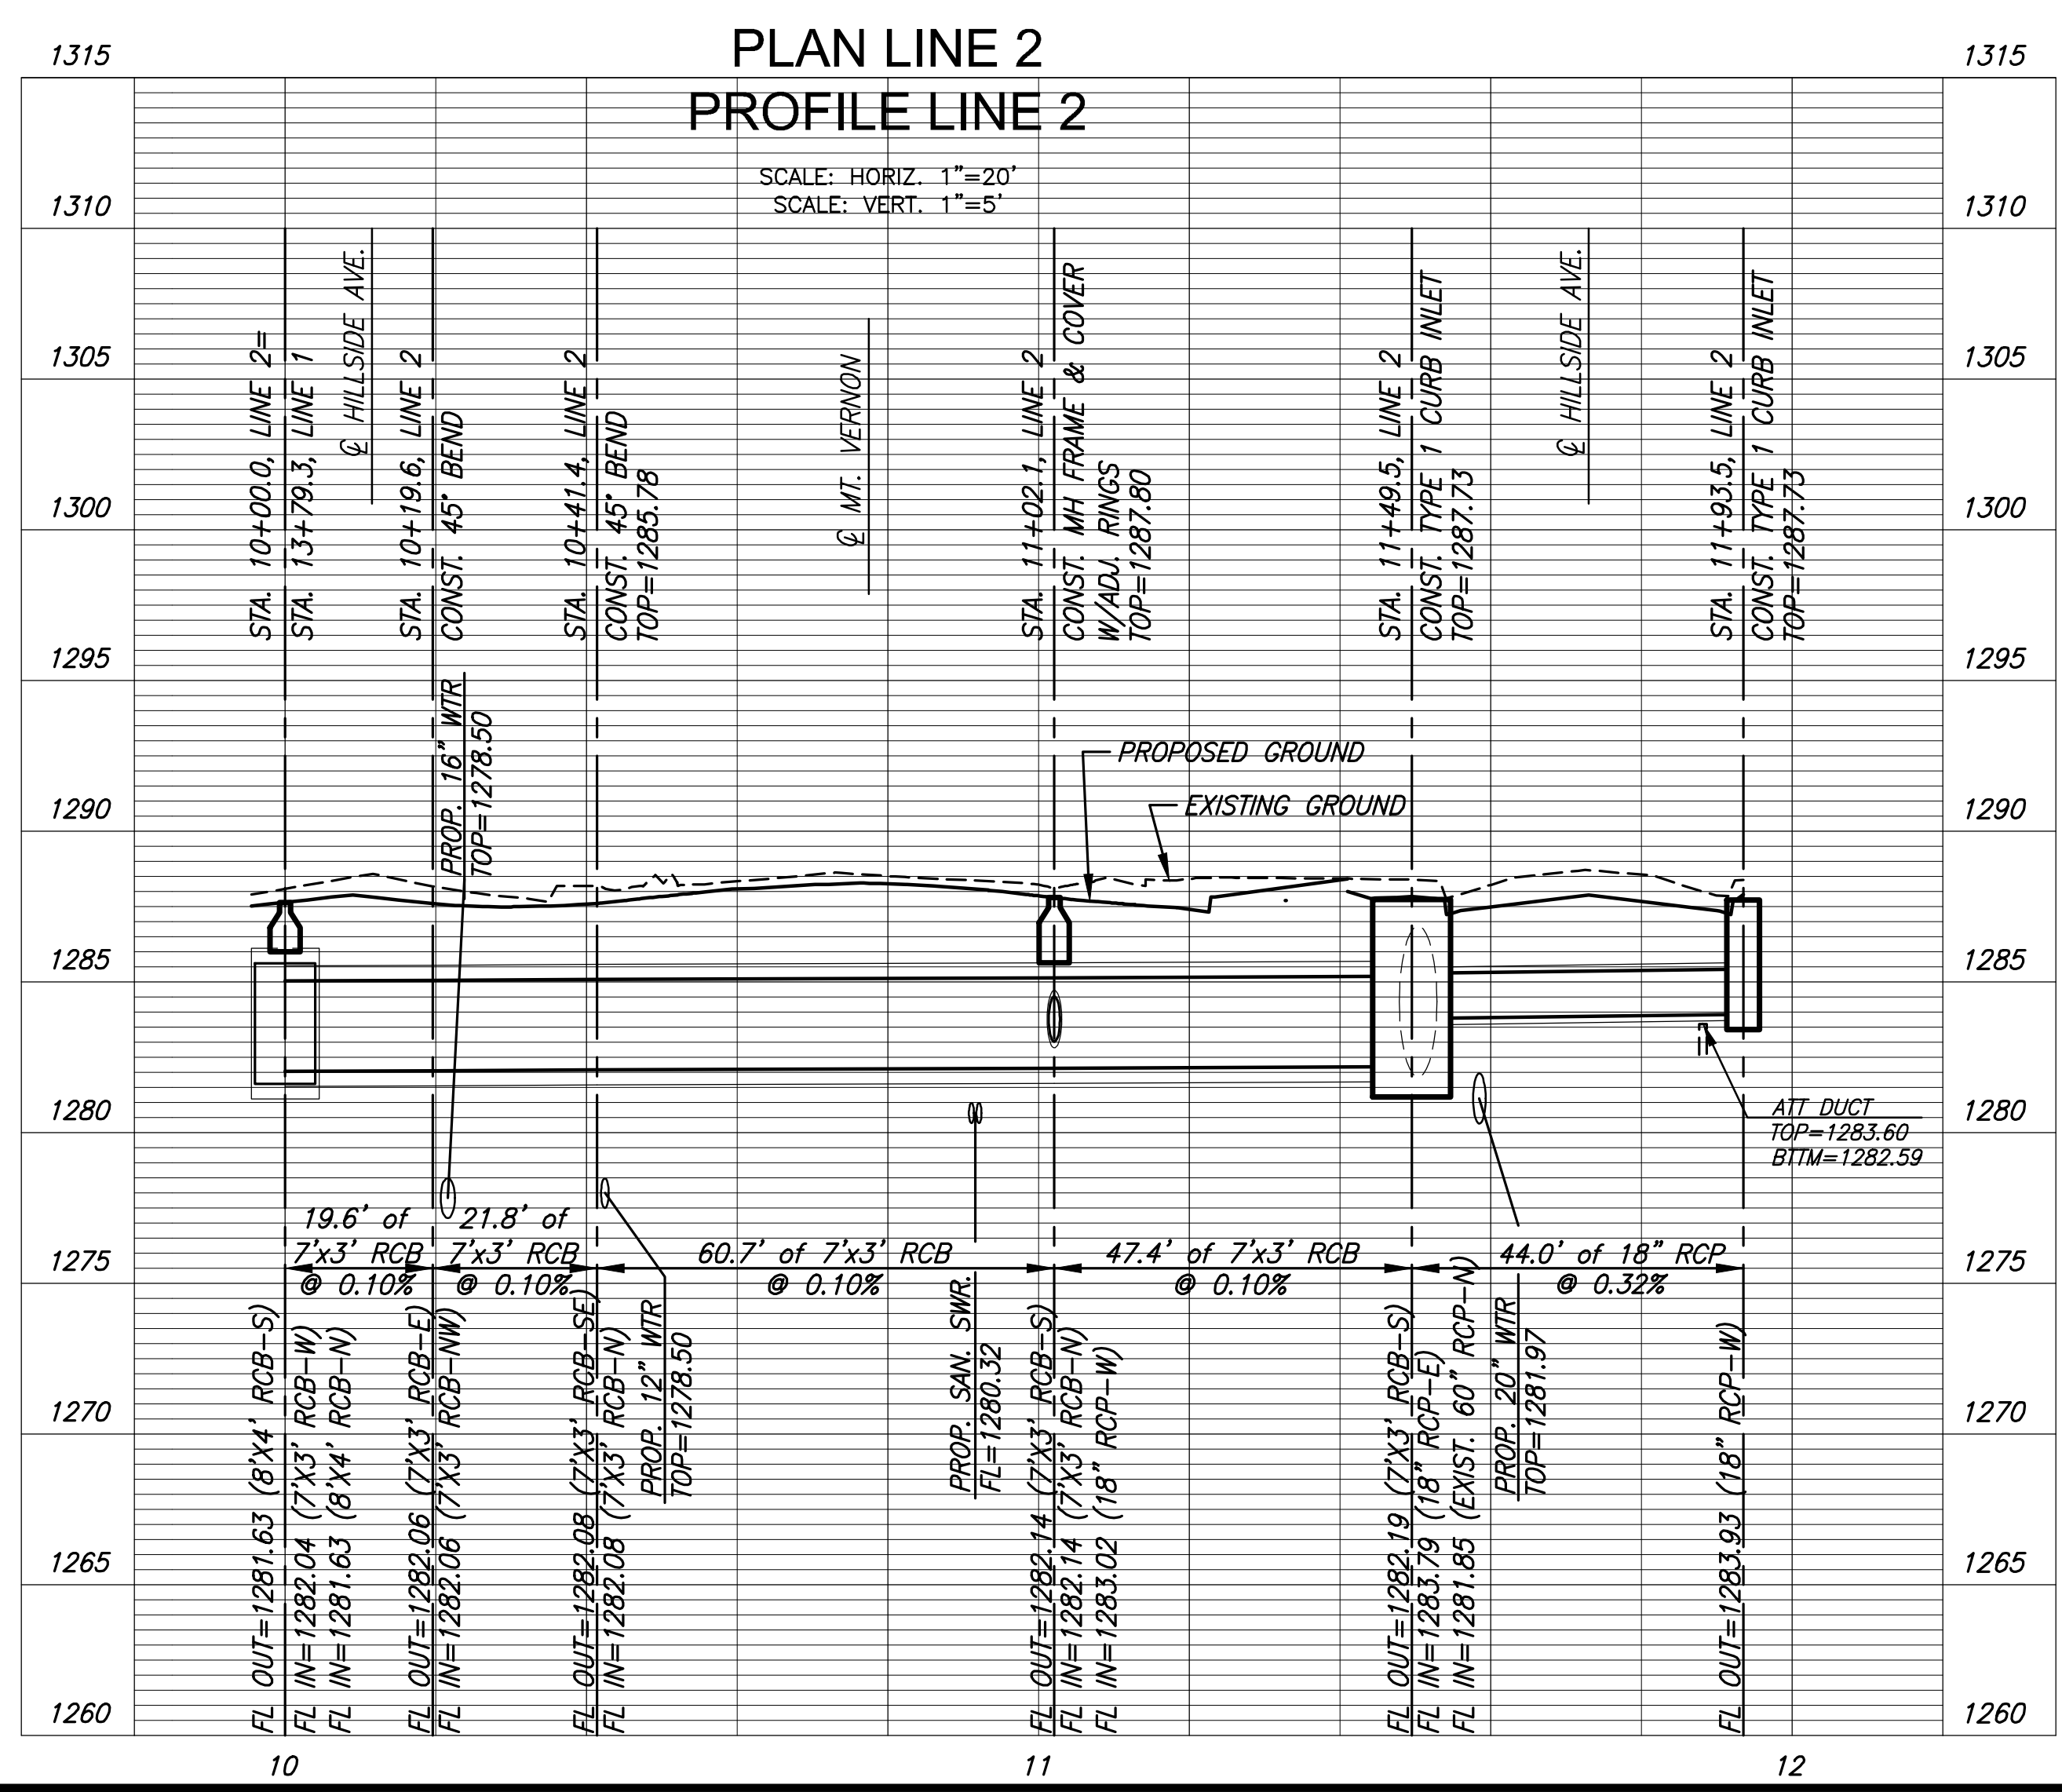 PLAN LINE 2
1315
1315
PROFILE LINE 2
SCALE: HORIZ. 1"=20'
SCALE: VERT. 1"=5'
1310
1310
1305
1305
1300
1300
1295
1295
1290
1290
1285
1285
1280
1280
1275
1275
1270
1270
1265
1265
1260
1260
STA. 10+00.0, LINE 2=
STA. 13+79.3, LINE 1
℄ HILLSIDE AVE.
STA. 10+19.6, LINE 2
CONST. 45° BEND
STA. 10+41.4, LINE 2
CONST. 45° BEND
TOP=1285.78
℄ MT. VERNON
STA. 11+02.1, LINE 2
CONST. MH FRAME & COVER
W/ADJ. RINGS
TOP=1287.80
STA. 11+49.5, LINE 2
CONST. TYPE 1 CURB INLET
TOP=1287.73
℄ HILLSIDE AVE.
STA. 11+93.5, LINE 2
CONST. TYPE 1 CURB INLET
TOP=1287.73
PROP. 16" WTR
TOP=1278.50
PROPOSED GROUND
EXISTING GROUND
ATT DUCT
TOP=1283.60
BTTM=1282.59
19.6' of
7'x3' RCB
@ 0.10%
21.8' of
7'x3' RCB
@ 0.10%
60.7' of 7'x3' RCB
@ 0.10%
47.4' of 7'x3' RCB
@ 0.10%
44.0' of 18" RCP
@ 0.32%
FL OUT=1281.63 (8'X4' RCB-S)
FL IN=1282.04 (7'X3' RCB-W)
FL IN=1281.63 (8'X4' RCB-N)
FL OUT=1282.06 (7'X3' RCB-E)
FL IN=1282.06 (7'X3' RCB-NW)
FL OUT=1282.08 (7'X3' RCB-SE)
FL IN=1282.08 (7'X3' RCB-N)
PROP. 12" WTR
TOP=1278.50
PROP. SAN. SWR.
FL=1280.32
FL OUT=1282.14 (7'X3' RCB-S)
FL IN=1282.14 (7'X3' RCB-N)
FL IN=1283.02 (18" RCP-W)
FL OUT=1282.19 (7'X3' RCB-S)
FL IN=1283.79 (18" RCP-E)
FL IN=1281.85 (EXIST. 60" RCP-N)
PROP. 20" WTR
TOP=1281.97
FL OUT=1283.93 (18" RCP-W)
10
11
12